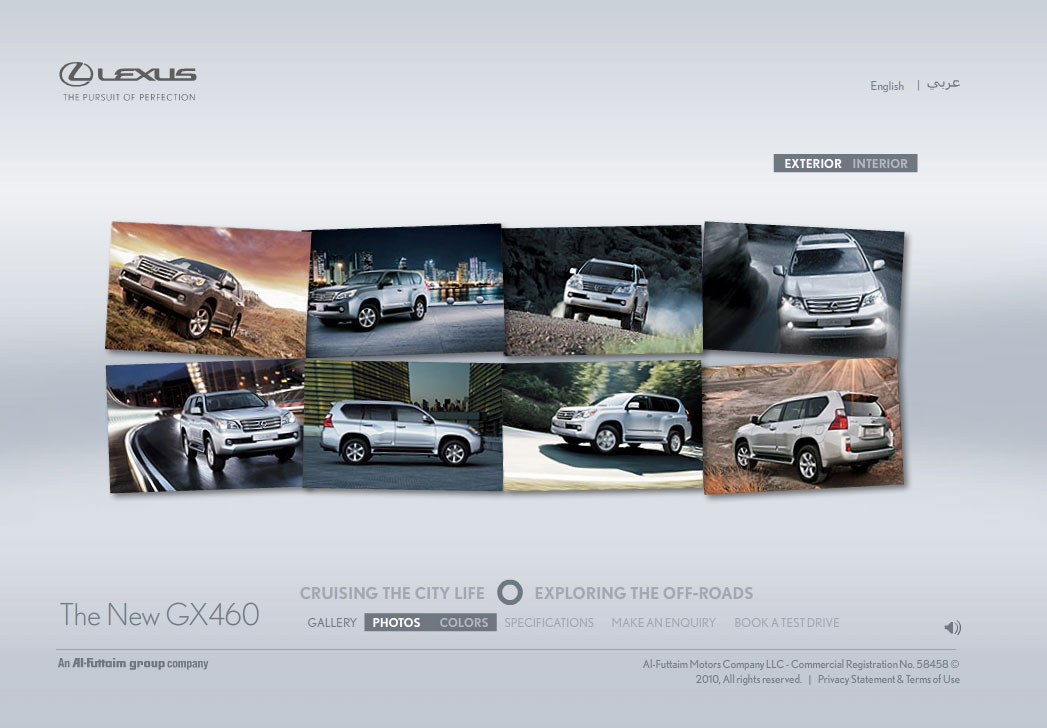 LEXUS
THE PURSUIT OF PERFECTION
English | عربي
EXTERIOR INTERIOR
CRUISING THE CITY LIFE EXPLORING THE OFF-ROADS
The New GX460
GALLERY PHOTOS COLORS SPECIFICATIONS MAKE AN ENQUIRY BOOK A TEST DRIVE
An Al-Futtaim group company
Al-Futtaim Motors Company LLC - Commercial Registration No. 58458 ©
2010, All rights reserved. | Privacy Statement & Terms of Use